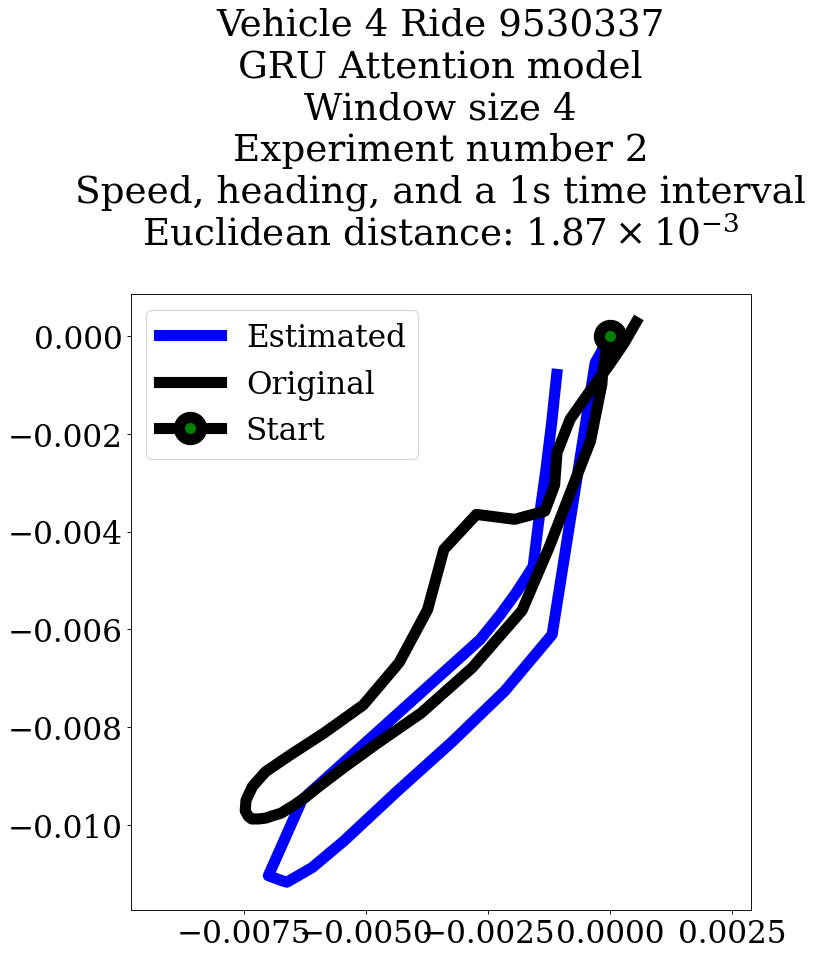 Vehicle 4 Ride 9530337
GRU Attention model
Window size 4
Experiment number 2
Speed, heading, and a 1s time interval
Euclidean distance: 1.87 × 10⁻³
Estimated
Original
Start
0.000
−0.002
−0.004
−0.006
−0.008
−0.010
−0.0075 −0.0050 −0.0025 0.0000 0.0025